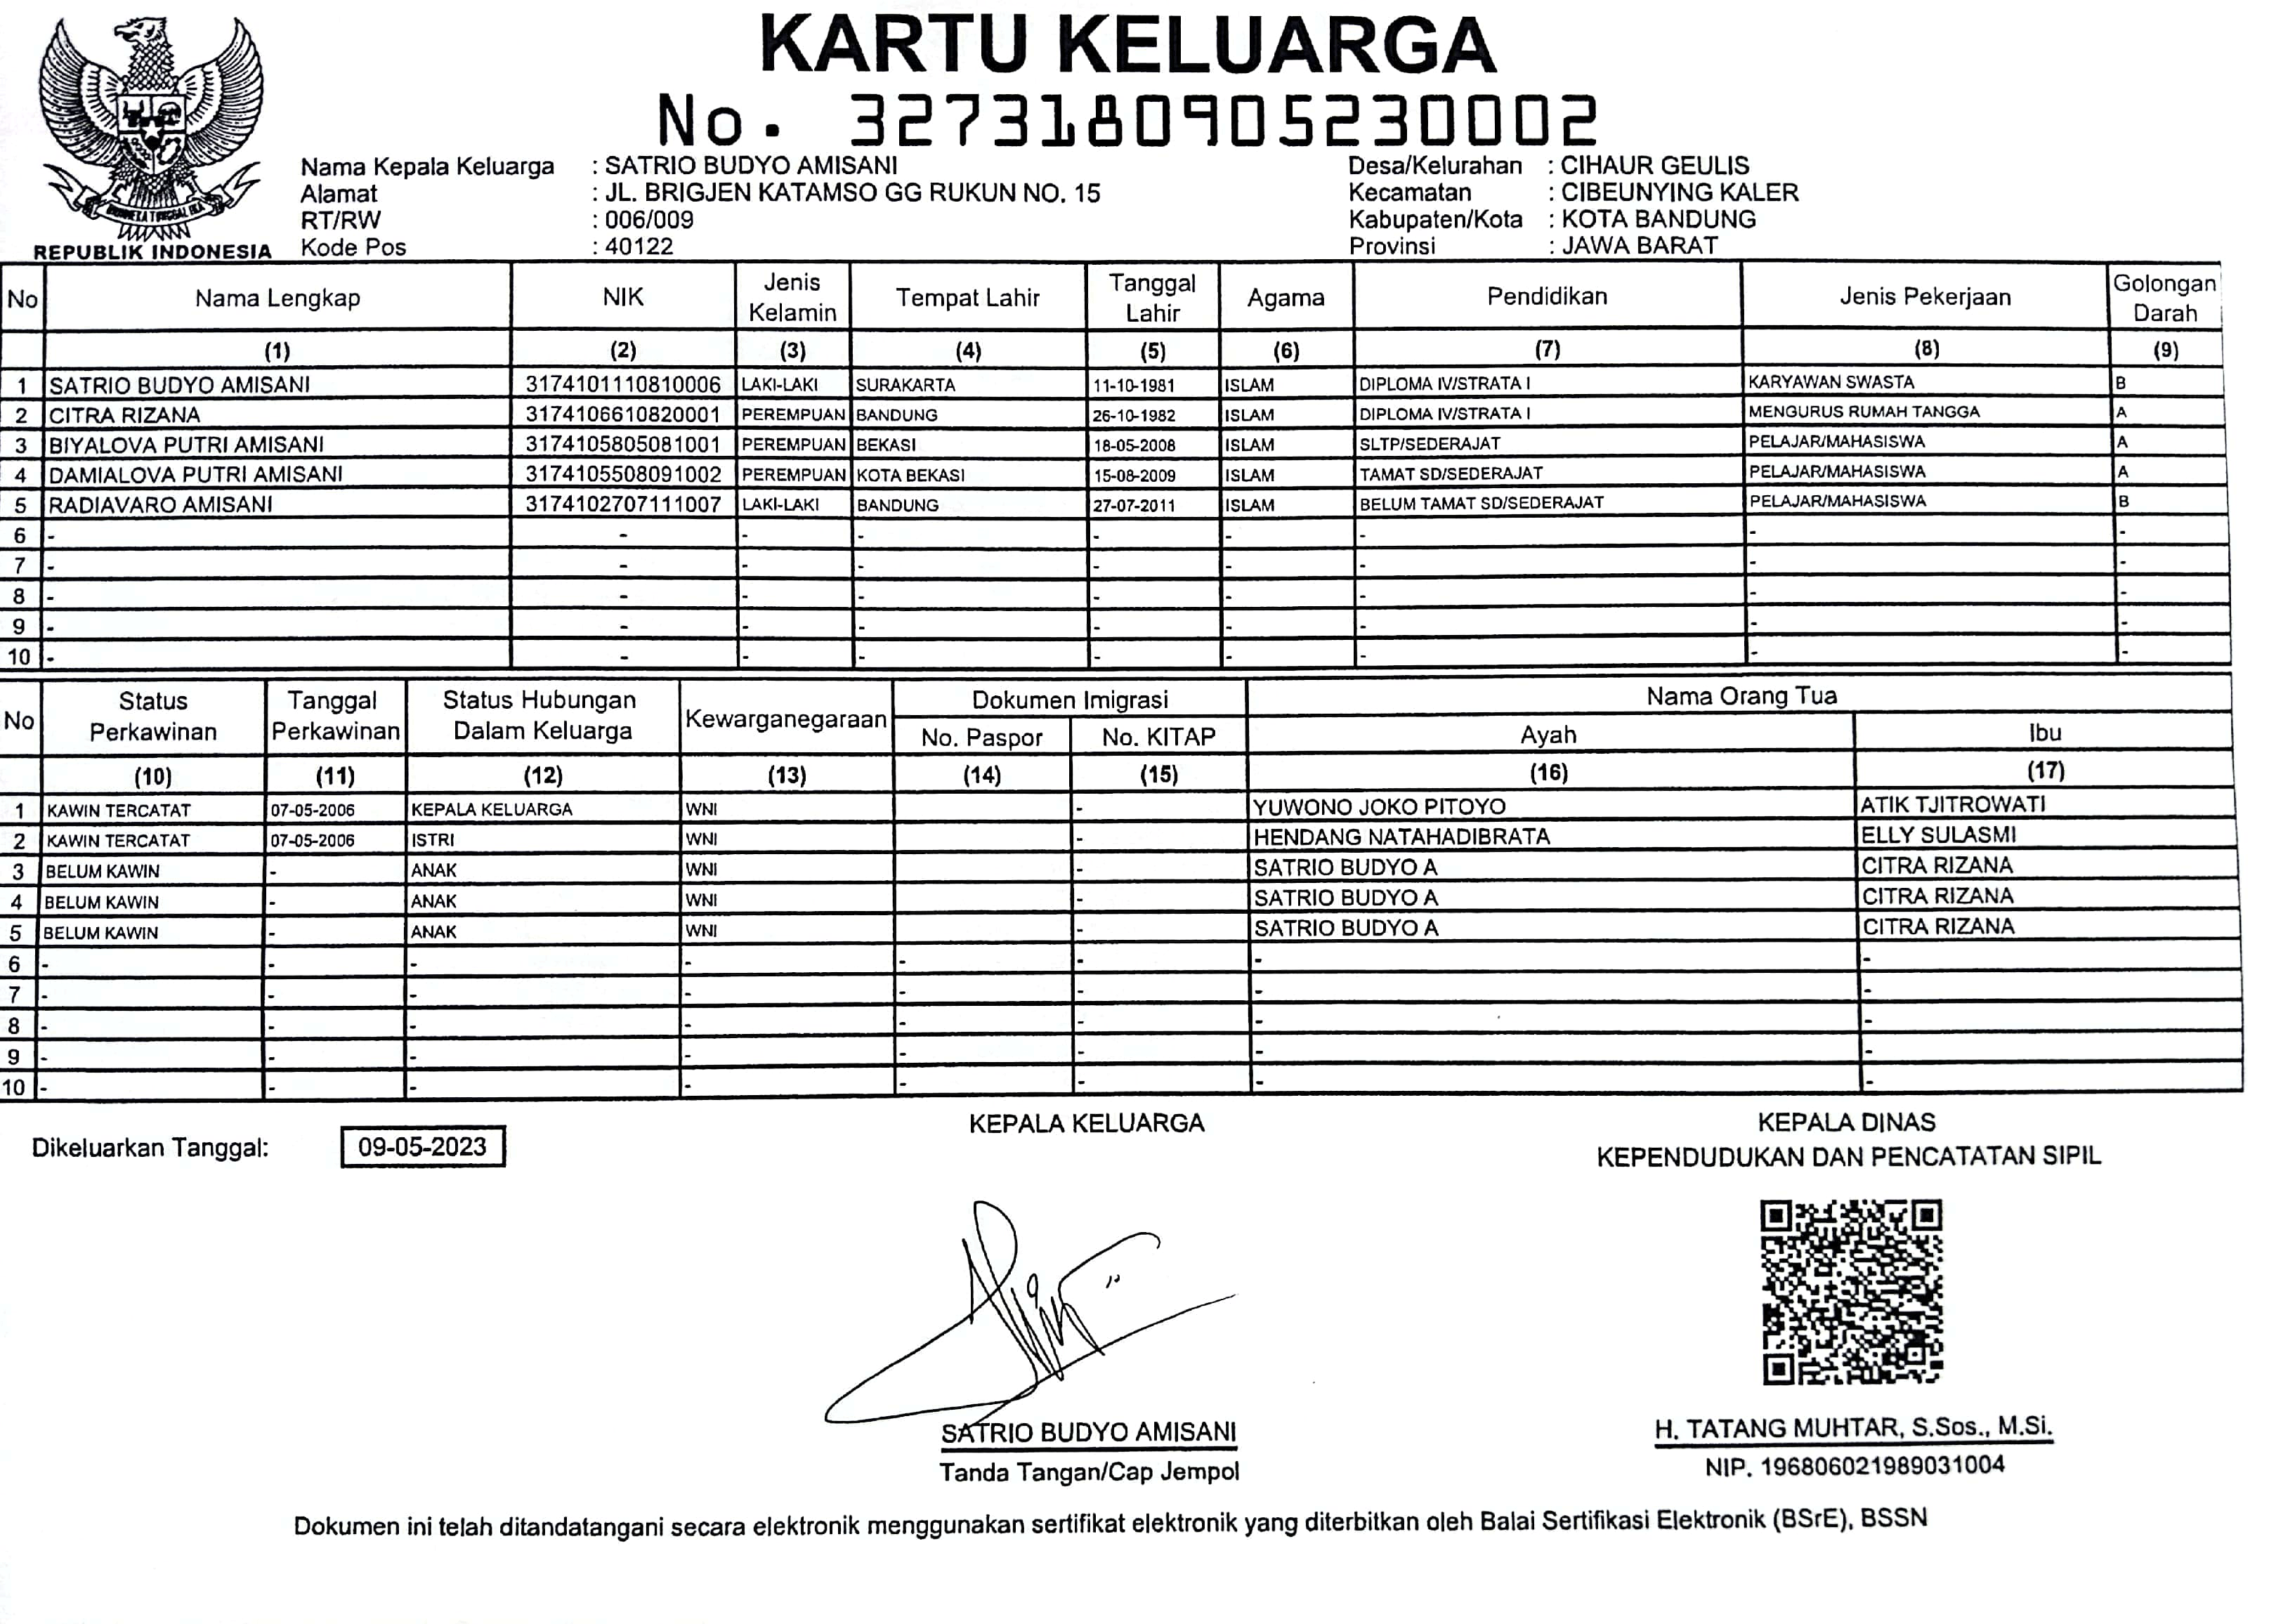 KARTU KELUARGA
No. 3273180905230002
BHINNEKA TUNGGAL IKA
REPUBLIK INDONESIA
Nama Kepala Keluarga : SATRIO BUDYO AMISANI
Alamat : JL. BRIGJEN KATAMSO GG RUKUN NO. 15
RT/RW : 006/009
Kode Pos : 40122
Desa/Kelurahan : CIHAUR GEULIS
Kecamatan : CIBEUNYING KALER
Kabupaten/Kota : KOTA BANDUNG
Provinsi : JAWA BARAT
No Nama Lengkap NIK Jenis Kelamin Tempat Lahir Tanggal Lahir Agama Pendidikan Jenis Pekerjaan Golongan Darah
(1) (2) (3) (4) (5) (6) (7) (8) (9)
1 SATRIO BUDYO AMISANI 3174101110810006 LAKI-LAKI SURAKARTA 11-10-1981 ISLAM DIPLOMA IV/STRATA I KARYAWAN SWASTA B
2 CITRA RIZANA 3174106610820001 PEREMPUAN BANDUNG 26-10-1982 ISLAM DIPLOMA IV/STRATA I MENGURUS RUMAH TANGGA A
3 BIYALOVA PUTRI AMISANI 3174105805081001 PEREMPUAN BEKASI 18-05-2008 ISLAM SLTP/SEDERAJAT PELAJAR/MAHASISWA A
4 DAMIALOVA PUTRI AMISANI 3174105508091002 PEREMPUAN KOTA BEKASI 15-08-2009 ISLAM TAMAT SD/SEDERAJAT PELAJAR/MAHASISWA A
5 RADIAVARO AMISANI 3174102707111007 LAKI-LAKI BANDUNG 27-07-2011 ISLAM BELUM TAMAT SD/SEDERAJAT PELAJAR/MAHASISWA B
6 - - - - - - - - -
7 - - - - - - - - -
8 - - - - - - - - -
9 - - - - - - - - -
10 - - - - - - - - -
No Status Perkawinan Tanggal Perkawinan Status Hubungan Dalam Keluarga Kewarganegaraan Dokumen Imigrasi Nama Orang Tua
No. Paspor No. KITAP Ayah Ibu
(10) (11) (12) (13) (14) (15) (16) (17)
1 KAWIN TERCATAT 07-05-2006 KEPALA KELUARGA WNI - YUWONO JOKO PITOYO ATIK TJITROWATI
2 KAWIN TERCATAT 07-05-2006 ISTRI WNI - HENDANG NATAHADIBRATA ELLY SULASMI
3 BELUM KAWIN - ANAK WNI - SATRIO BUDYO A CITRA RIZANA
4 BELUM KAWIN - ANAK WNI - SATRIO BUDYO A CITRA RIZANA
5 BELUM KAWIN - ANAK WNI - SATRIO BUDYO A CITRA RIZANA
6 - - - - - - - -
7 - - - - - - - -
8 - - - - - - - -
9 - - - - - - - -
10 - - - - - - - -
Dikeluarkan Tanggal: 09-05-2023
KEPALA KELUARGA
SATRIO BUDYO AMISANI
Tanda Tangan/Cap Jempol
KEPALA DINAS
KEPENDUDUKAN DAN PENCATATAN SIPIL
H. TATANG MUHTAR, S.Sos., M.Si.
NIP. 196806021989031004
Dokumen ini telah ditandatangani secara elektronik menggunakan sertifikat elektronik yang diterbitkan oleh Balai Sertifikasi Elektronik (BSrE), BSSN